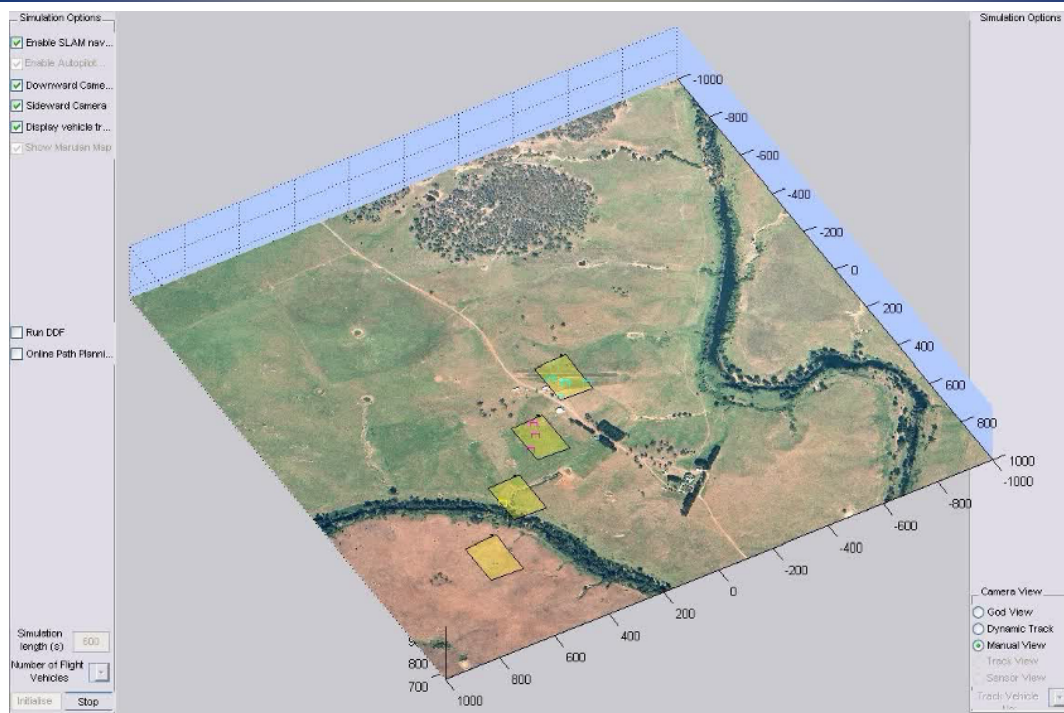 Simulation Options
Enable SLAM nav...
Enable Autopilot...
Downward Came...
Sideward Camera
Display vehicle tr...
Show Marulan Map
Run DDF
Online Path Planni...
Simulation
length (s)
600
Number of Flight
Vehicles
Initialise
Stop
-1000
-800
-600
-400
-200
0
200
400
600
800
1000
-1000
-800
-600
-400
-200
0
200
400
600
800
1000
800
700
Simulation Options
Camera View
God View
Dynamic Track
Manual View
Track View
Sensor View
Track Vehicle